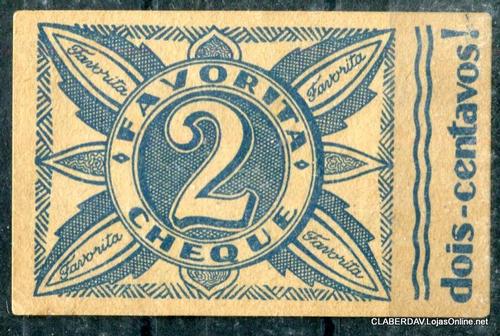 Favorita
Favorita
FAVORITA
2
CHEQUE
Favorita
Favorita
dois-centavos!
CLABERDAV.LojasOnline.net